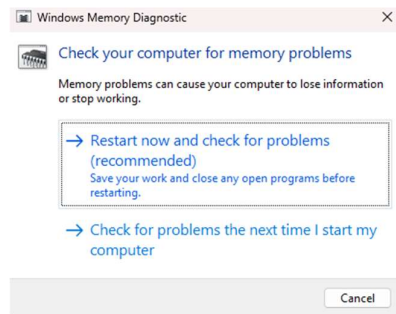 Windows Memory Diagnostic
Check your computer for memory problems
Memory problems can cause your computer to lose information
or stop working.
Restart now and check for problems
(recommended)
Save your work and close any open programs before
restarting.
Check for problems the next time I start my
computer
Cancel